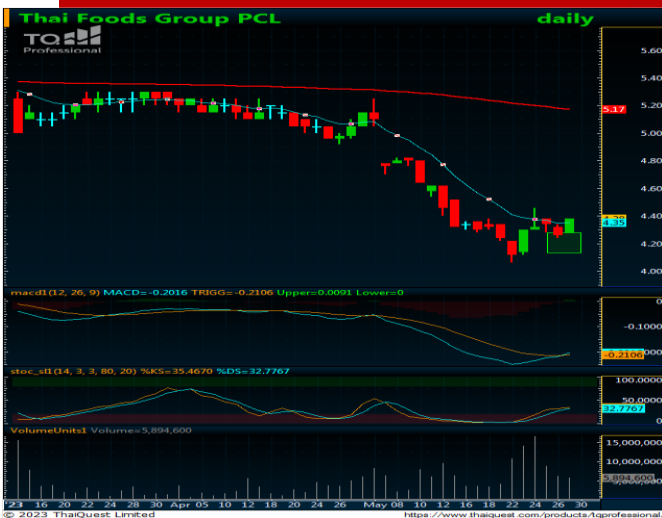 Thai Foods Group PCL daily
TQ
Professional
5.60
5.40
5.20
5.17
5.00
4.80
4.60
4.40
4.35
4.20
4.00
macd1(12, 26, 9) MACD=-0.2016 TRIGG=-0.2106 Upper=0.0091 Lower=0
0
-0.1000
-0.2106
stoc_sl1(14, 3, 3, 80, 20) %KS=35.4670 %DS=32.7767
100.0000
50.0000
32.7767
0
VolumeUnits1 Volume=5,894,600
15,000,000
10,000,000
5,894,600
'23 16 20 22 24 28 30 Apr 05 10 12 18 20 24 26 May 08 10 12 16 18 22 24 26 30
© 2023 ThaiQuest Limited https://www.thaiquest.com/products/tqprofessional.